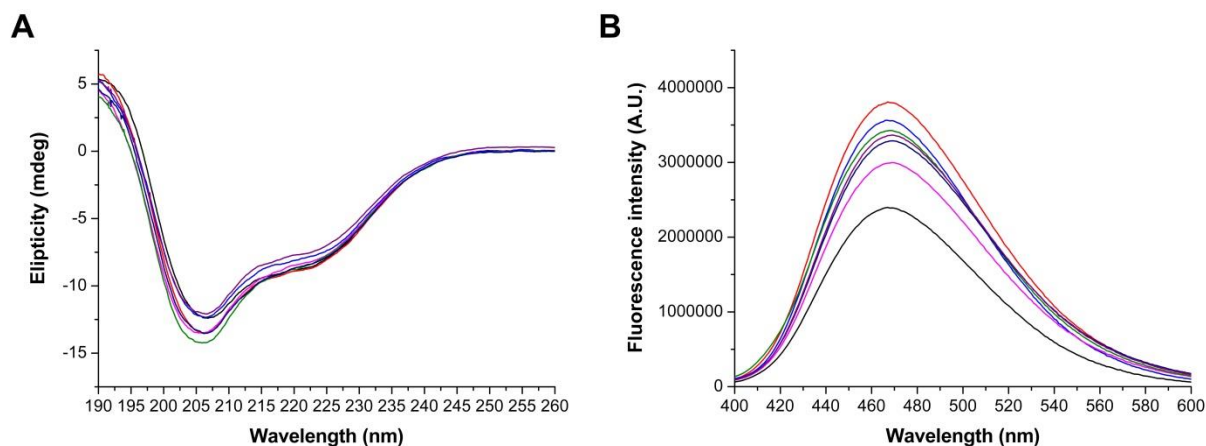 A
Elipticity (mdeg)
5
0
-5
-10
-15
190 195 200 205 210 215 220 225 230 235 240 245 250 255 260
Wavelength (nm)
B
Fluorescence intensity (A.U.)
4000000
3000000
2000000
1000000
0
400 420 440 460 480 500 520 540 560 580 600
Wavelength (nm)